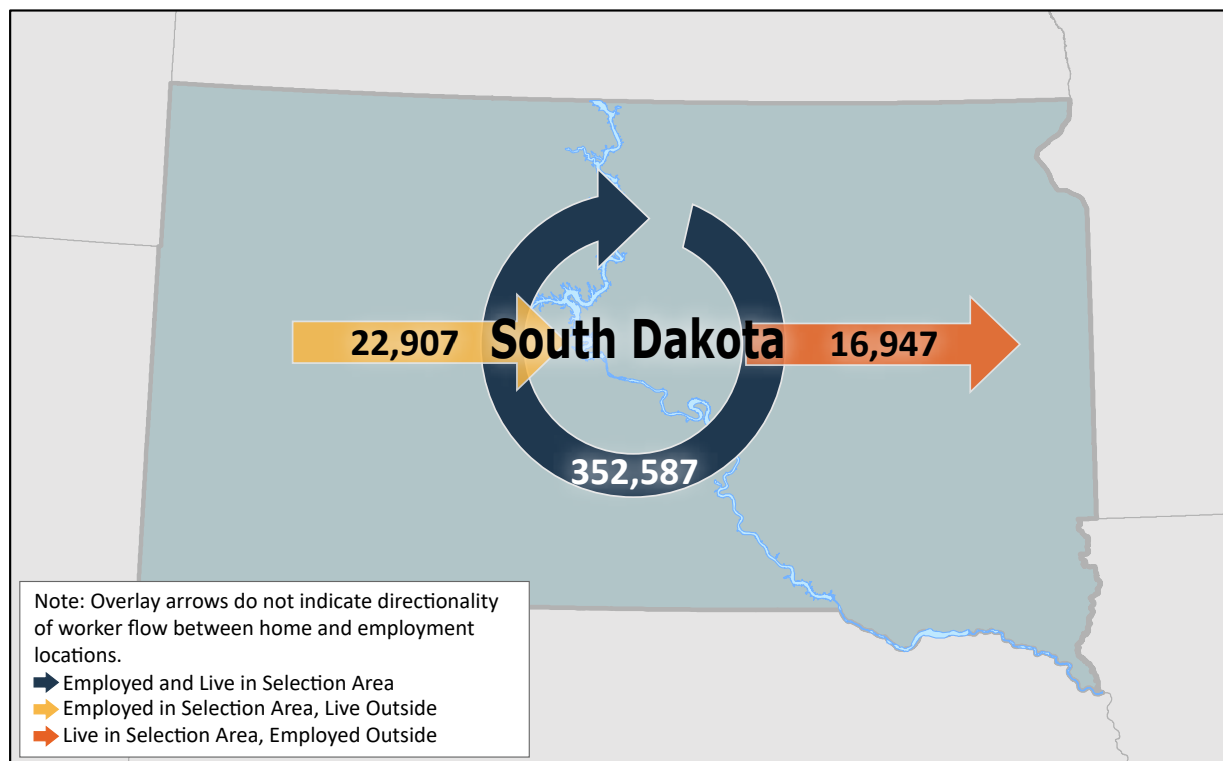 22,907
South Dakota
16,947
352,587
Note: Overlay arrows do not indicate directionality
of worker flow between home and employment
locations.
Employed and Live in Selection Area
Employed in Selection Area, Live Outside
Live in Selection Area, Employed Outside